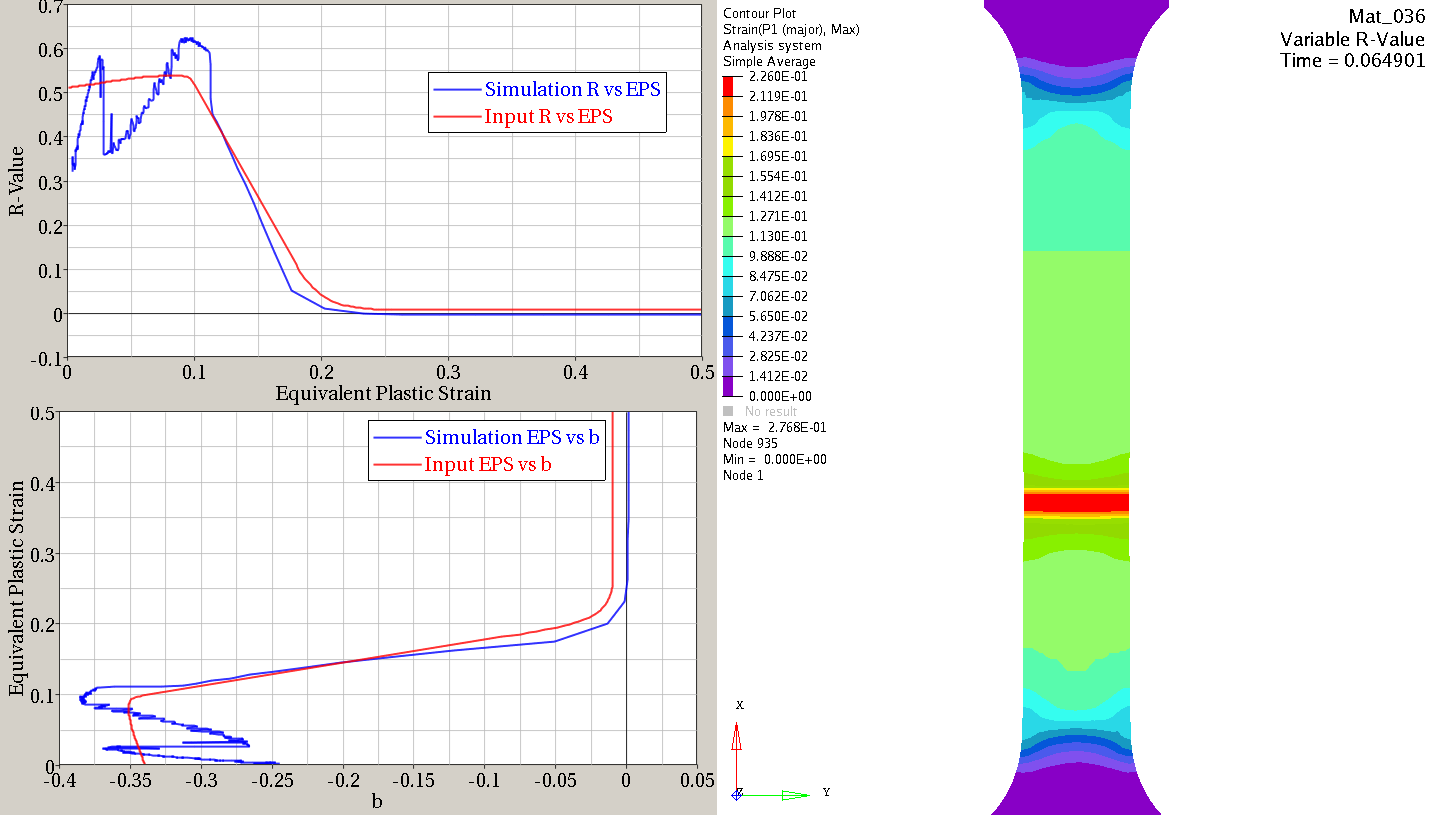 0.7
0.6
0.5
0.4
0.3
0.2
0.1
0
-0.1
R-Value
Simulation R vs EPS
Input R vs EPS
0 0.1 0.2 0.3 0.4 0.5
Equivalent Plastic Strain
0.5
0.4
0.3
0.2
0.1
0
Equivalent Plastic Strain
Simulation EPS vs b
Input EPS vs b
-0.4 -0.35 -0.3 -0.25 -0.2 -0.15 -0.1 -0.05 0 0.05
b
Contour Plot
Strain(P1 (major), Max)
Analysis system
Simple Average
2.260E-01
2.119E-01
1.978E-01
1.836E-01
1.695E-01
1.554E-01
1.412E-01
1.271E-01
1.130E-01
9.888E-02
8.475E-02
7.062E-02
5.650E-02
4.237E-02
2.825E-02
1.412E-02
0.000E+00
No result
Max = 2.768E-01
Node 935
Min = 0.000E+00
Node 1
X
Z
Y
Mat_036
Variable R-Value
Time = 0.064901